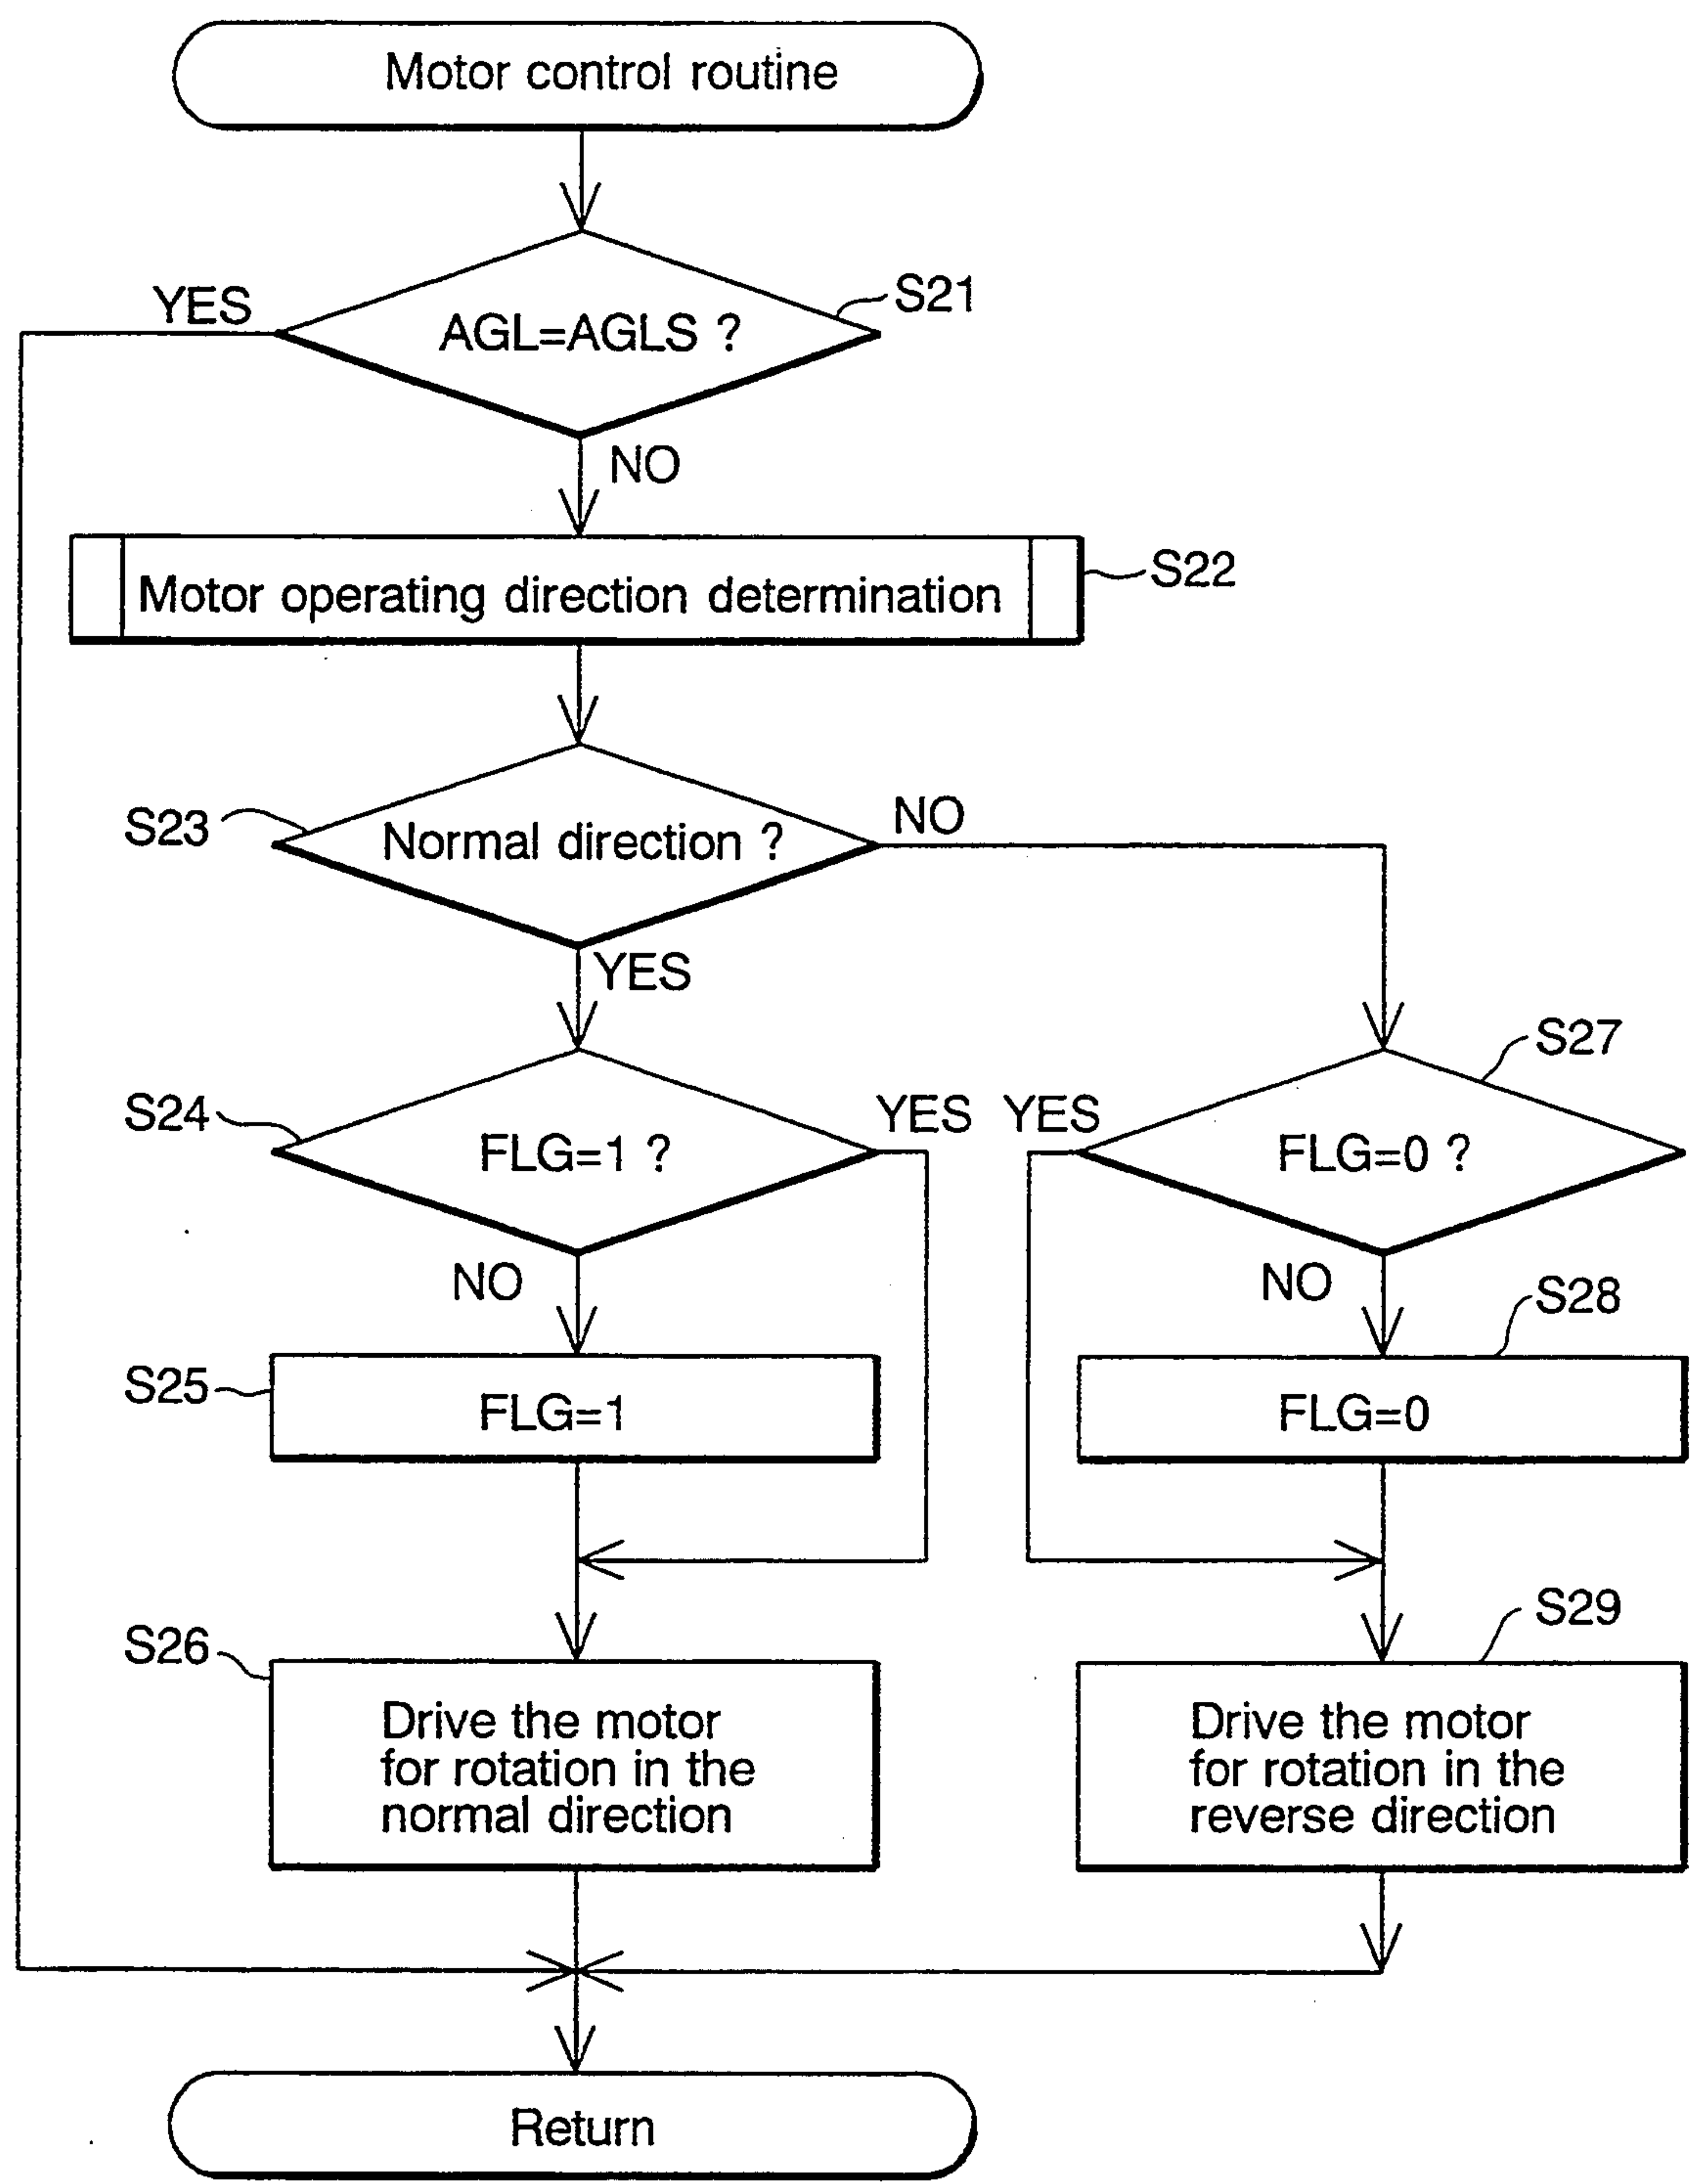 Motor control routine
YES
AGL=AGLS ?
S21
NO
Motor operating direction determination
S22
S23
Normal direction ?
NO
YES
S24
FLG=1 ?
YES
YES
FLG=0 ?
S27
NO
NO
S25
FLG=1
FLG=0
S28
S26
Drive the motor
for rotation in the
normal direction
S29
Drive the motor
for rotation in the
reverse direction
Return